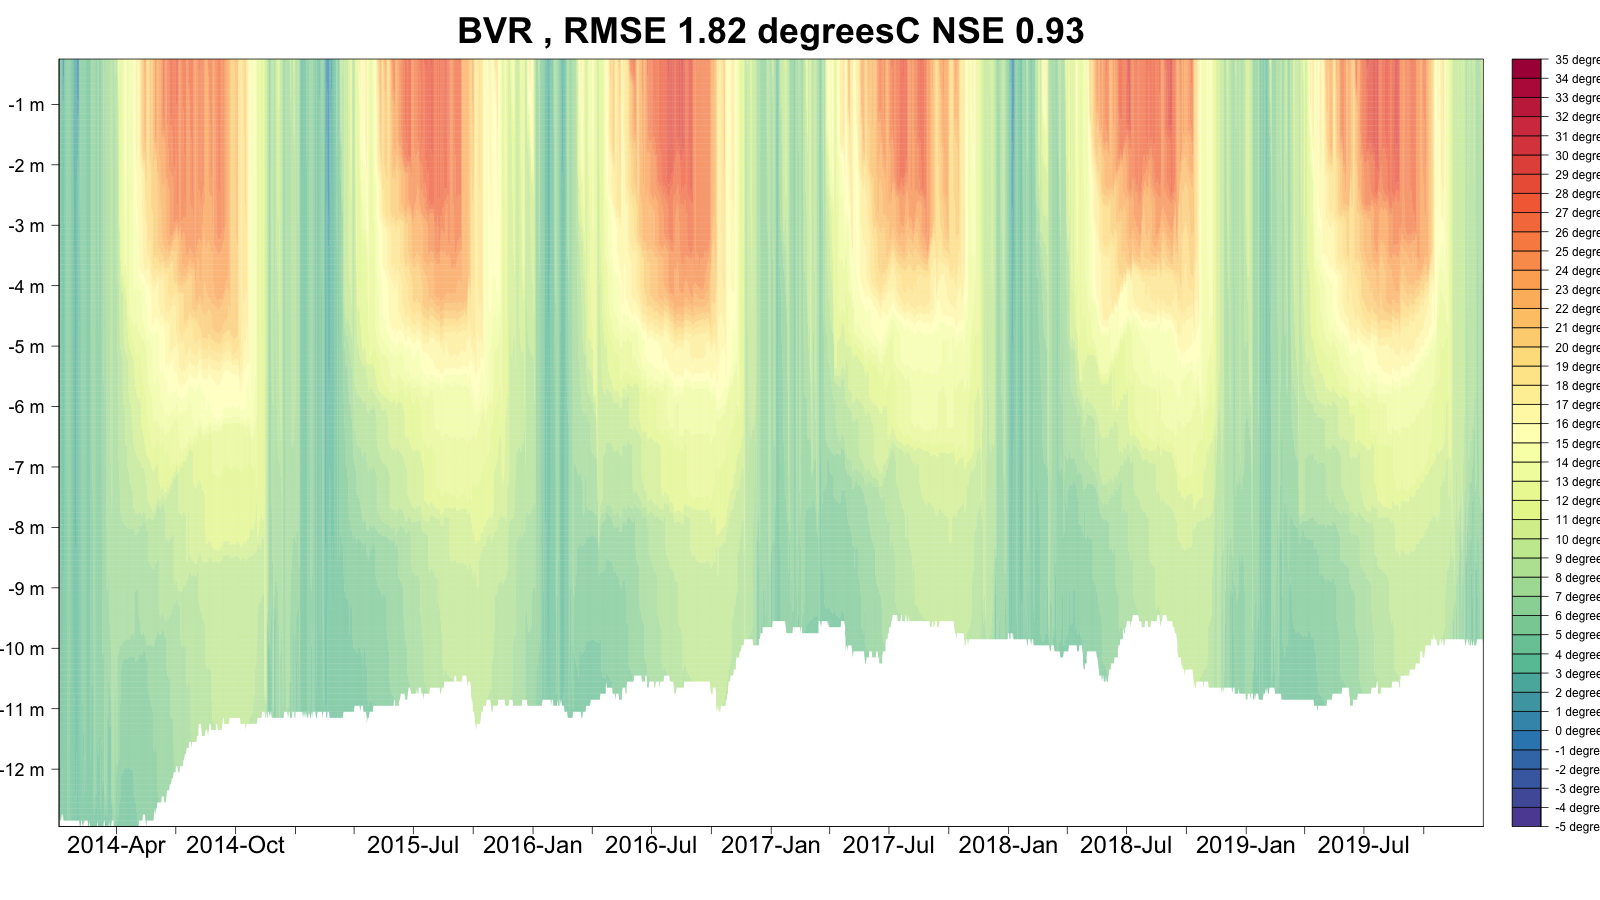 BVR , RMSE 1.82 degreesC NSE 0.93
-1 m
-2 m
-3 m
-4 m
-5 m
-6 m
-7 m
-8 m
-9 m
-10 m
-11 m
-12 m
2014-Apr 2014-Oct 2015-Jul 2016-Jan 2016-Jul 2017-Jan 2017-Jul 2018-Jan 2018-Jul 2019-Jan 2019-Jul
35 degre
34 degre
33 degre
32 degre
31 degre
30 degre
29 degre
28 degre
27 degre
26 degre
25 degre
24 degre
23 degre
22 degre
21 degre
20 degre
19 degre
18 degre
17 degre
16 degre
15 degre
14 degre
13 degre
12 degre
11 degre
10 degre
9 degree
8 degree
7 degree
6 degree
5 degree
4 degree
3 degree
2 degree
1 degree
0 degree
-1 degre
-2 degre
-3 degre
-4 degre
-5 degre